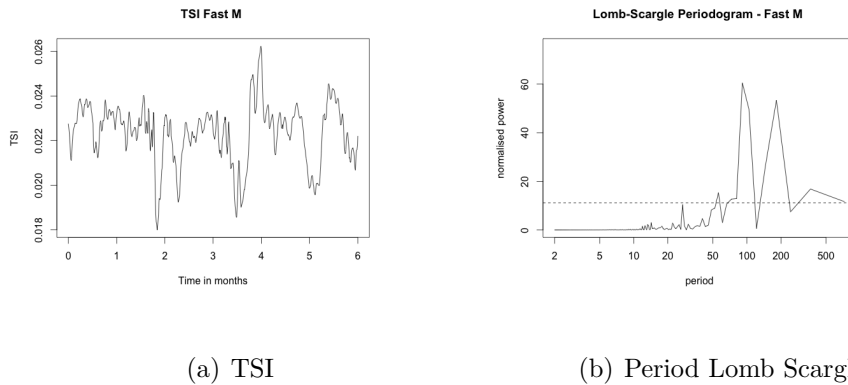 TSI Fast M
TSI
0.018 0.020 0.022 0.024 0.026
0 1 2 3 4 5 6
Time in months
(a) TSI
Lomb-Scargle Periodogram - Fast M
normalised power
0 20 40 60
2 5 10 20 50 100 200 500
period
(b) Period Lomb Scarg